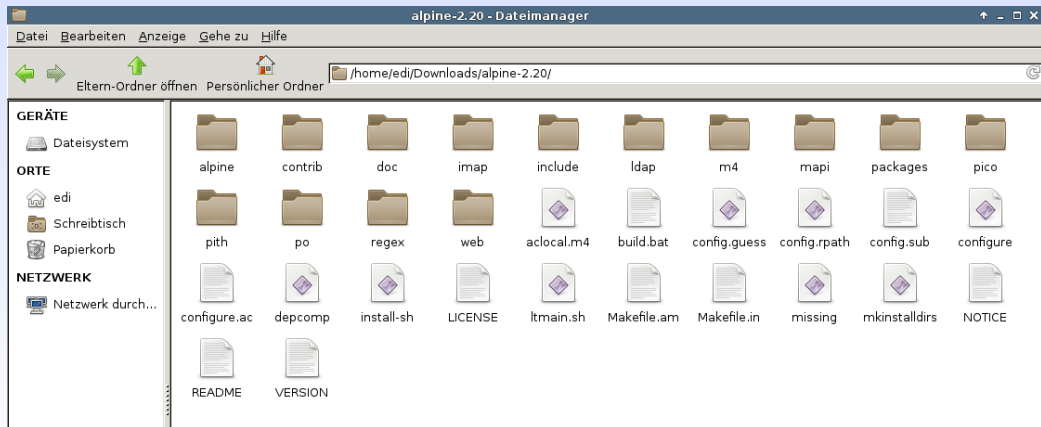 alpine-2.20 - Dateimanager
Datei Bearbeiten Anzeige Gehe zu Hilfe
Eltern-Ordner öffnen Persönlicher Ordner /home/edi/Downloads/alpine-2.20/
GERÄTE
Dateisystem
ORTE
edi
Schreibtisch
Papierkorb
NETZWERK
Netzwerk durch...
alpine contrib doc imap include ldap m4 mapi packages pico
pith po regex web aclocal.m4 build.bat config.guess config.rpath config.sub configure
configure.ac depcomp install-sh LICENSE ltmain.sh Makefile.am Makefile.in missing mkinstalldirs NOTICE
README VERSION